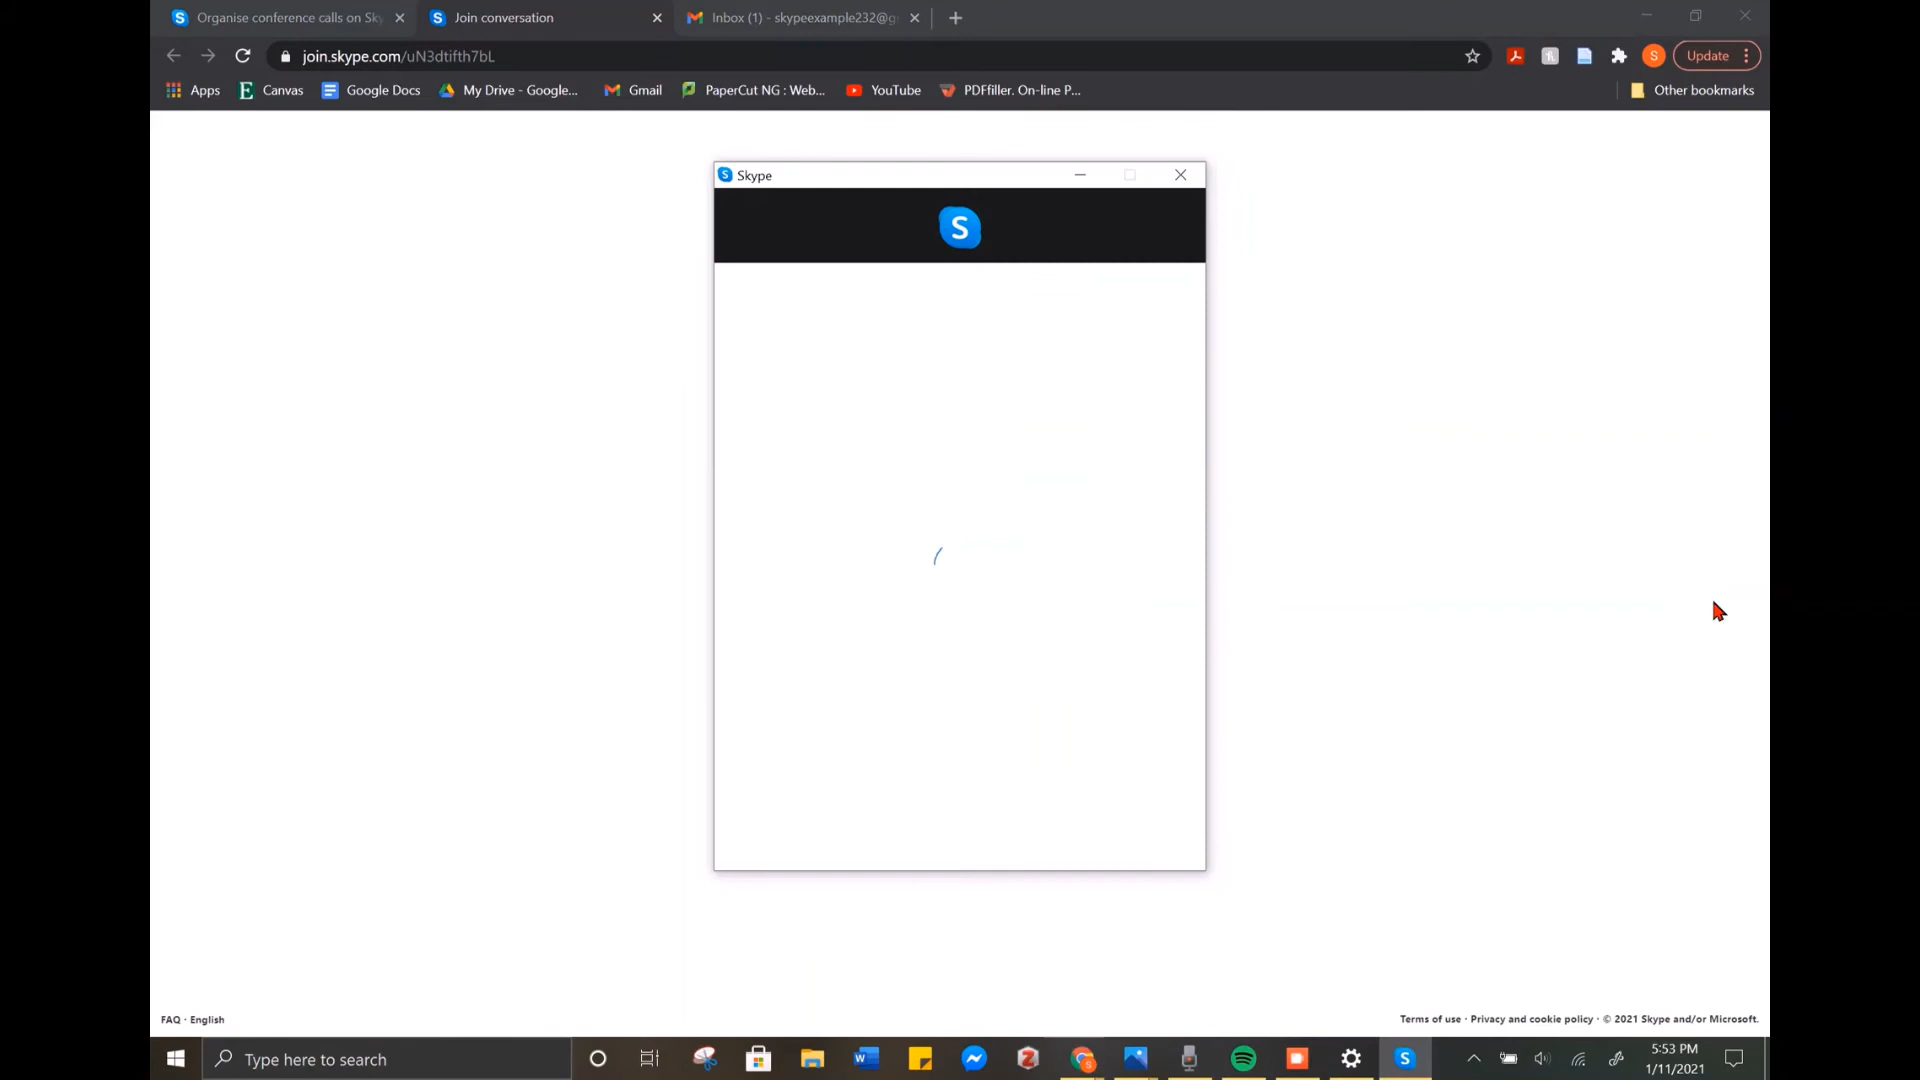 Organise conference calls on Sky
Join conversation
Inbox (1) - skypeexample232@g
join.skype.com/uN3dtifth7bL
S
Update
Apps
Canvas
Google Docs
My Drive - Google...
Gmail
PaperCut NG : Web...
YouTube
PDFfiller. On-line P...
Other bookmarks
Skype
S
FAQ · English
Terms of use · Privacy and cookie policy · © 2021 Skype and/or Microsoft.
Type here to search
5:53 PM
1/11/2021